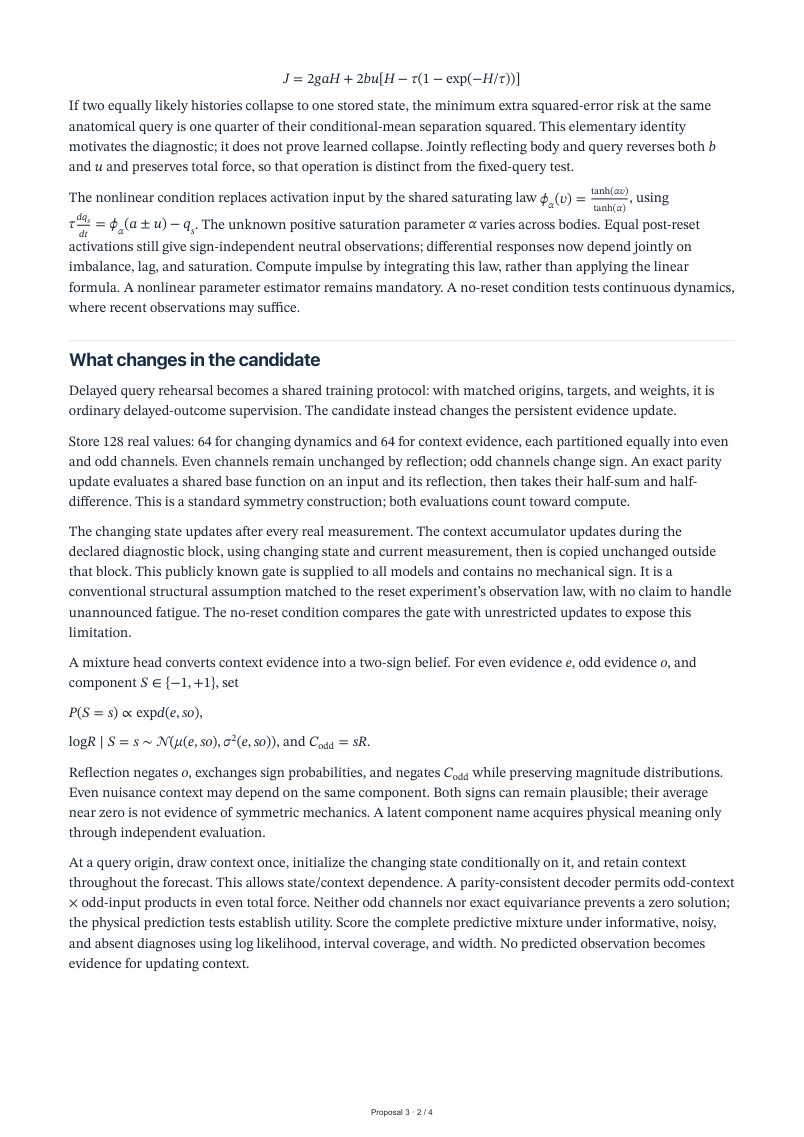 J = 2gaH + 2bu[H − τ(1 − exp(−H/τ))]
If two equally likely histories collapse to one stored state, the minimum extra squared-error risk at the same
anatomical query is one quarter of their conditional-mean separation squared. This elementary identity
motivates the diagnostic; it does not prove learned collapse. Jointly reflecting body and query reverses both b
and u and preserves total force, so that operation is distinct from the fixed-query test.
The nonlinear condition replaces activation input by the shared saturating law ϕ_α(v) = tanh(αv)/tanh(α), using
τ dq_s/dt = ϕ_α(a ± u) − q_s. The unknown positive saturation parameter α varies across bodies. Equal post-reset
activations still give sign-independent neutral observations; differential responses now depend jointly on
imbalance, lag, and saturation. Compute impulse by integrating this law, rather than applying the linear
formula. A nonlinear parameter estimator remains mandatory. A no-reset condition tests continuous dynamics,
where recent observations may suffice.
What changes in the candidate
Delayed query rehearsal becomes a shared training protocol: with matched origins, targets, and weights, it is
ordinary delayed-outcome supervision. The candidate instead changes the persistent evidence update.
Store 128 real values: 64 for changing dynamics and 64 for context evidence, each partitioned equally into even
and odd channels. Even channels remain unchanged by reflection; odd channels change sign. An exact parity
update evaluates a shared base function on an input and its reflection, then takes their half-sum and half-
difference. This is a standard symmetry construction; both evaluations count toward compute.
The changing state updates after every real measurement. The context accumulator updates during the
declared diagnostic block, using changing state and current measurement, then is copied unchanged outside
that block. This publicly known gate is supplied to all models and contains no mechanical sign. It is a
conventional structural assumption matched to the reset experiment's observation law, with no claim to handle
unannounced fatigue. The no-reset condition compares the gate with unrestricted updates to expose this
limitation.
A mixture head converts context evidence into a two-sign belief. For even evidence e, odd evidence o, and
component S ∈ {−1, +1}, set
P(S = s) ∝ expd(e, so),
logR | S = s ∼ 𝒩(μ(e, so), σ²(e, so)), and C_odd = sR.
Reflection negates o, exchanges sign probabilities, and negates C_odd while preserving magnitude distributions.
Even nuisance context may depend on the same component. Both signs can remain plausible; their average
near zero is not evidence of symmetric mechanics. A latent component name acquires physical meaning only
through independent evaluation.
At a query origin, draw context once, initialize the changing state conditionally on it, and retain context
throughout the forecast. This allows state/context dependence. A parity-consistent decoder permits odd-context
× odd-input products in even total force. Neither odd channels nor exact equivariance prevents a zero solution;
the physical prediction tests establish utility. Score the complete predictive mixture under informative, noisy,
and absent diagnoses using log likelihood, interval coverage, and width. No predicted observation becomes
evidence for updating context.
Proposal 3 · 2 / 4